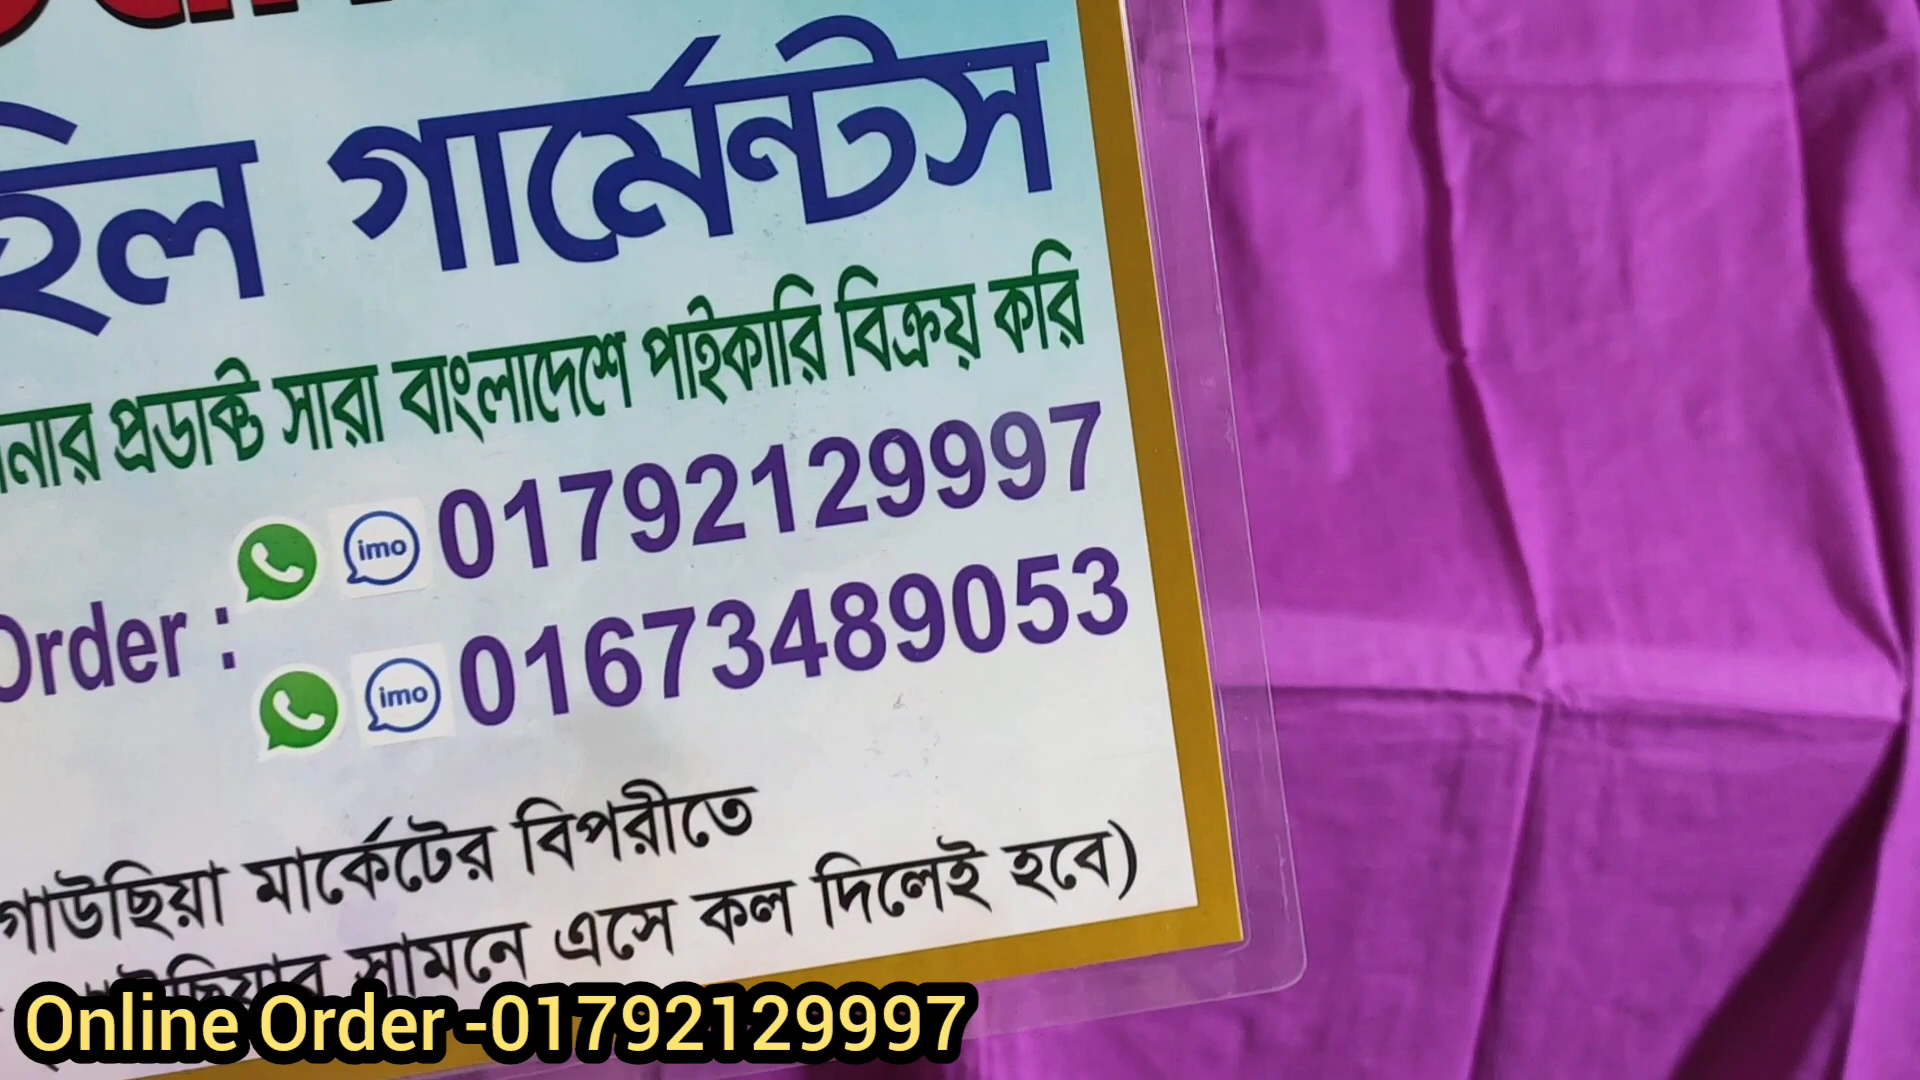 গার্মেন্টস
প্রডাক্ট সারা বাংলাদেশে পাইকারি বিক্রয় করি
imo 01792129997
Order :
imo 01673489053
গাউছিয়া মার্কেটের বিপরীতে
সামনে এসে কল দিলেই হবে)
Online Order -01792129997